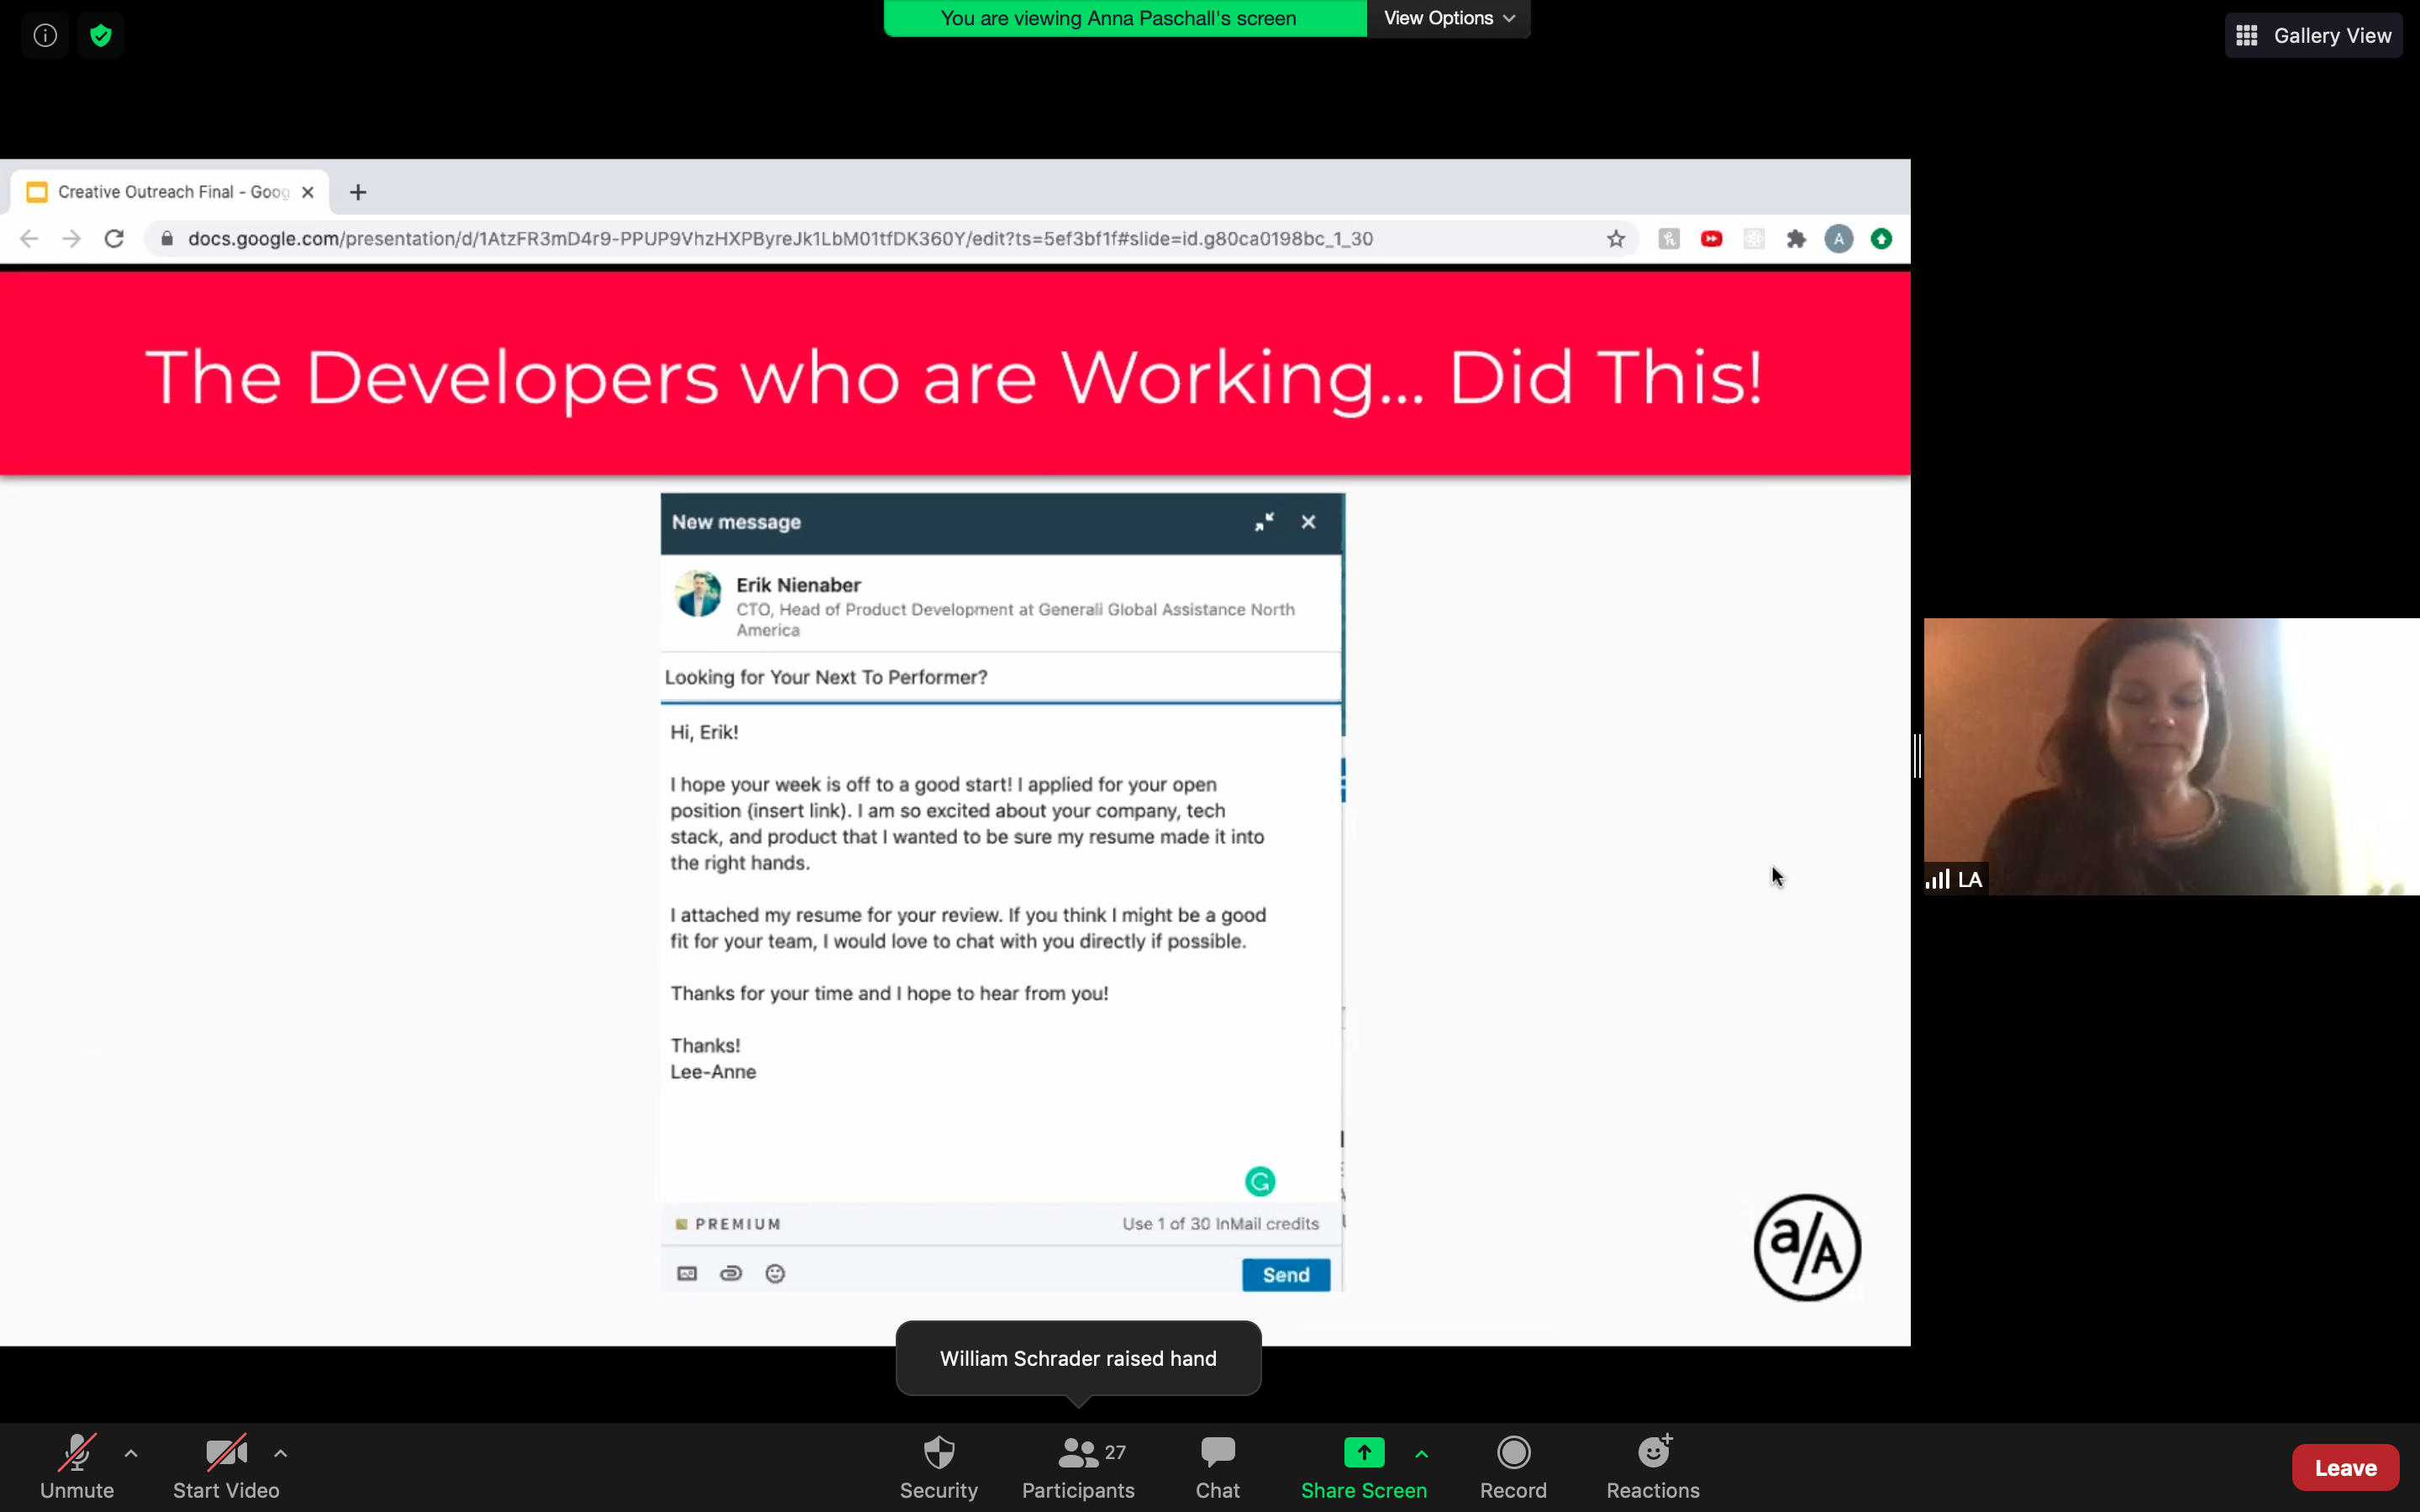 You are viewing Anna Paschall's screen
View Options
Gallery View
Creative Outreach Final - Goog
docs.google.com/presentation/d/1AtzFR3mD4r9-PPUP9VhzHXPByreJk1LbM01tfDK360Y/edit?ts=5ef3bf1f#slide=id.g80ca0198bc_1_30
A
The Developers who are Working... Did This!
New message
Erik Nienaber
CTO, Head of Product Development at Generali Global Assistance North
America
Looking for Your Next To Performer?
Hi, Erik!
I hope your week is off to a good start! I applied for your open
position (insert link). I am so excited about your company, tech
stack, and product that I wanted to be sure my resume made it into
the right hands.
I attached my resume for your review. If you think I might be a good
fit for your team, I would love to chat with you directly if possible.
Thanks for your time and I hope to hear from you!
Thanks!
Lee-Anne
PREMIUM
Use 1 of 30 InMail credits
Send
a/A
LA
William Schrader raised hand
Unmute
Start Video
Security
27
Participants
Chat
Share Screen
Record
Reactions
Leave